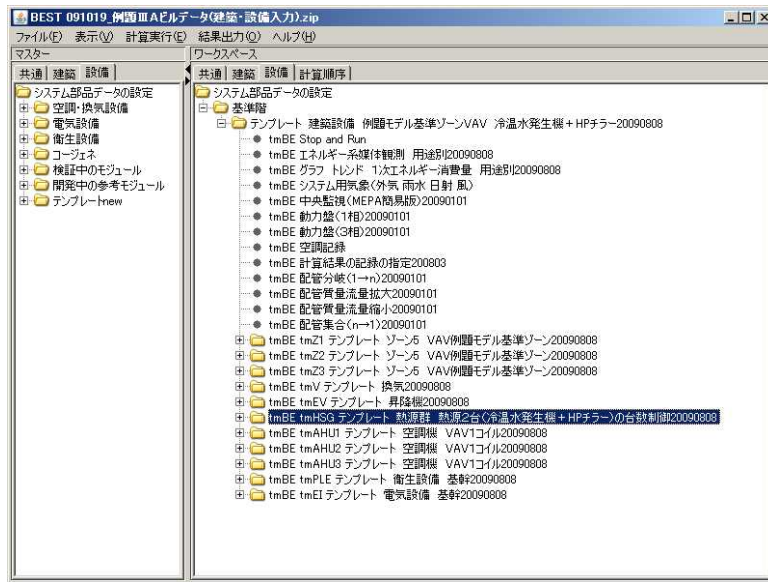 BEST 091019_例題ⅢAビルデータ(建築・設備入力).zip
ファイル(F) 表示(V) 計算実行(E) 結果出力(O) ヘルプ(H)
マスター
共通 建築 設備
システム部品データの設定
空調・換気設備
電気設備
衛生設備
コージェネ
検証中のモジュール
開発中の参考モジュール
テンプレートnew
ワークスペース
共通 建築 設備 計算順序
システム部品データの設定
基準階
テンプレート 建築設備 例題モデル基準ゾーンVAV 冷温水発生機+HPチラー20090808
tmBE Stop and Run
tmBE エネルギー系媒体観測 用途別20090808
tmBE グラフ トレンド 1次エネルギー消費量 用途別20090808
tmBE システム用気象(外気 雨水 日射 風)
tmBE 中央監視(MEPA簡易版)20090101
tmBE 動力盤(1相)20090101
tmBE 動力盤(3相)20090101
tmBE 空調記録
tmBE 計算結果の記録の指定200803
tmBE 配管分岐(1→n)20090101
tmBE 配管質量流量拡大20090101
tmBE 配管質量流量縮小20090101
tmBE 配管集合(n→1)20090101
tmBE tmZ1 テンプレート ゾーン5 VAV例題モデル基準ゾーン20090808
tmBE tmZ2 テンプレート ゾーン5 VAV例題モデル基準ゾーン20090808
tmBE tmZ3 テンプレート ゾーン5 VAV例題モデル基準ゾーン20090808
tmBE tmV テンプレート 換気20090808
tmBE tmEV テンプレート 昇降機20090808
tmBE tmHSG テンプレート 熱源群 熱源2台(冷温水発生機+HPチラー)の台数制御20090808
tmBE tmAHU1 テンプレート 空調機 VAV1コイル20090808
tmBE tmAHU2 テンプレート 空調機 VAV1コイル20090808
tmBE tmAHU3 テンプレート 空調機 VAV1コイル20090808
tmBE tmPLE テンプレート 衛生設備 基幹20090808
tmBE tmEI テンプレート 電気設備 基幹20090808